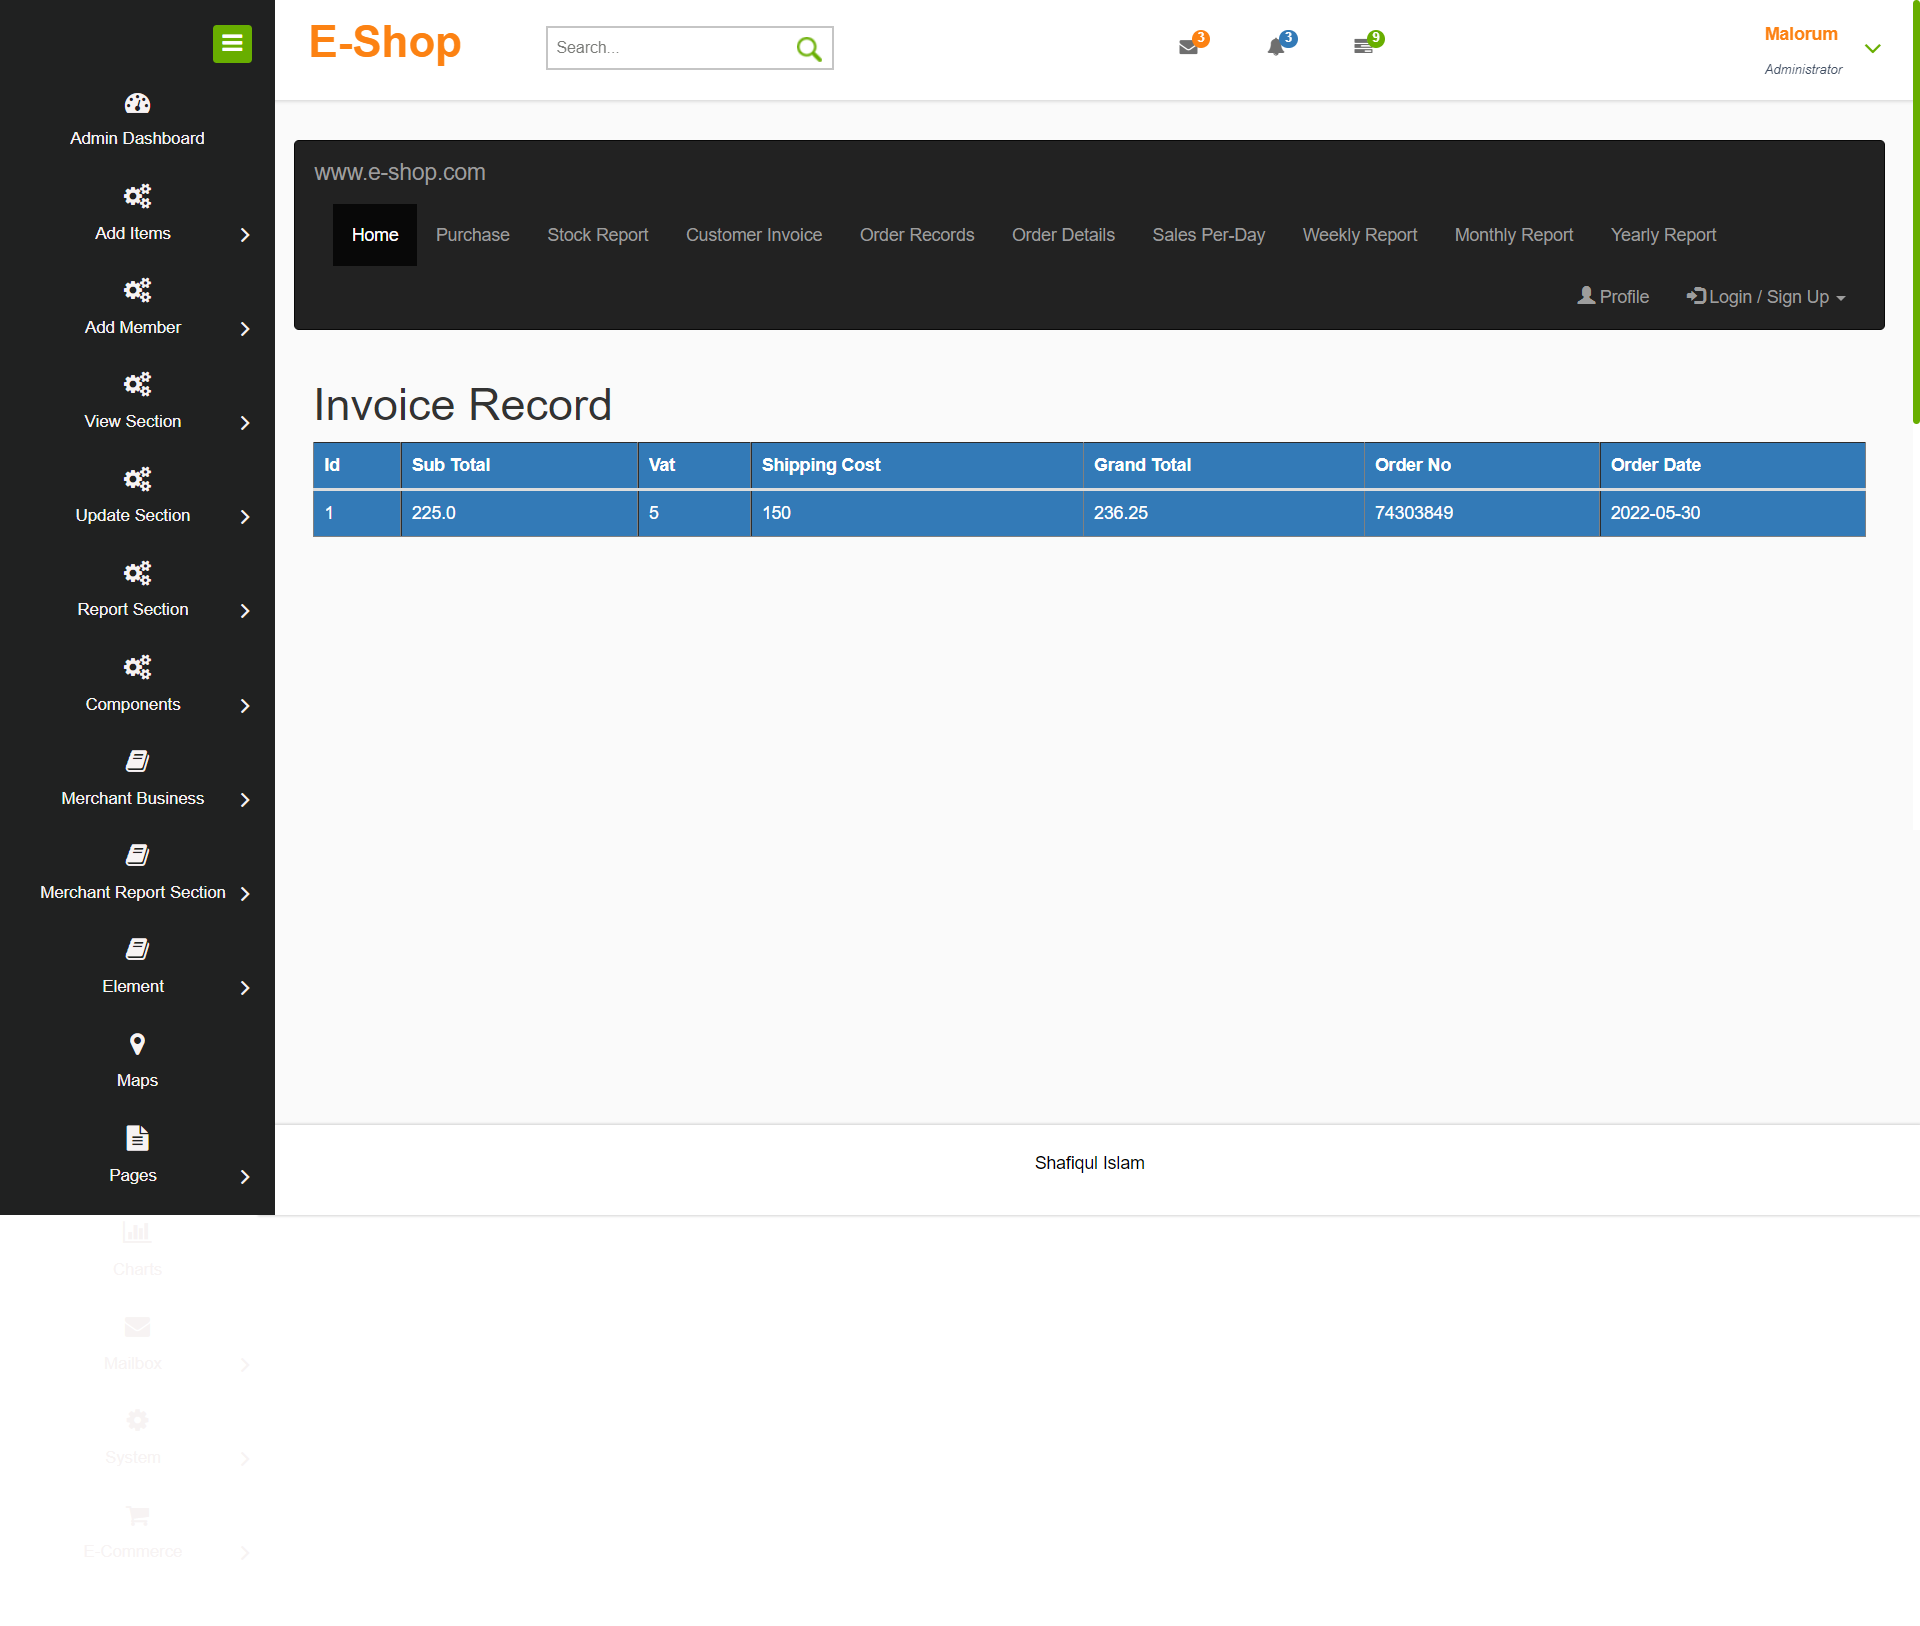 E-Shop
Search...
3
3
9
Malorum
Administrator
Admin Dashboard
Add Items
Add Member
View Section
Update Section
Report Section
Components
Merchant Business
Merchant Report Section
Element
Maps
Pages
Charts
Mailbox
System
E-Commerce
www.e-shop.com
Home Purchase Stock Report Customer Invoice Order Records Order Details Sales Per-Day Weekly Report Monthly Report Yearly Report
Profile Login / Sign Up
Invoice Record
Id Sub Total Vat Shipping Cost Grand Total Order No Order Date
1 225.0 5 150 236.25 74303849 2022-05-30
Shafiqul Islam